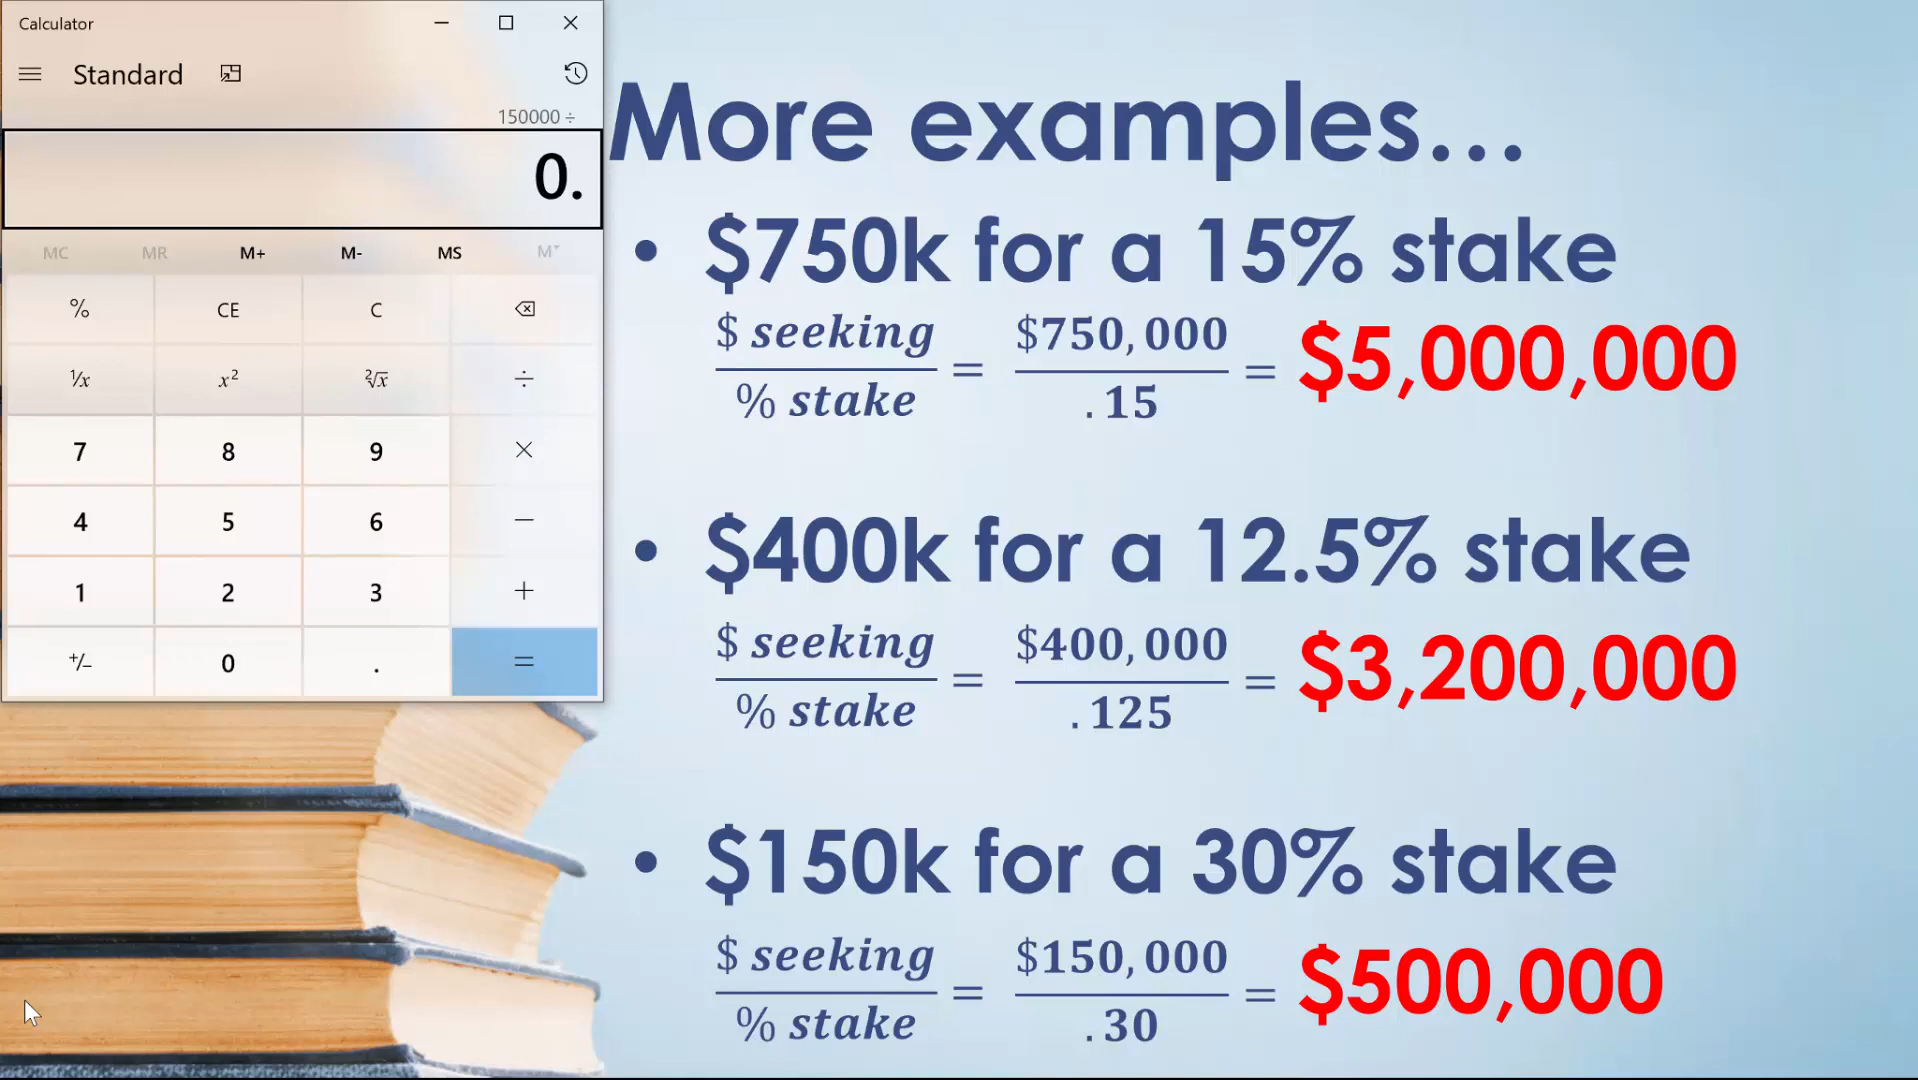 Calculator
Standard
150000 ÷
0.
MC MR M+ M- MS M˅
% CE C
¹/x x² ²√x ÷
7 8 9 ×
4 5 6 −
1 2 3 +
+/− 0 . =
More examples...
• $750k for a 15% stake
$ seeking / % stake = $750,000 / .15 = $5,000,000
• $400k for a 12.5% stake
$ seeking / % stake = $400,000 / .125 = $3,200,000
• $150k for a 30% stake
$ seeking / % stake = $150,000 / .30 = $500,000